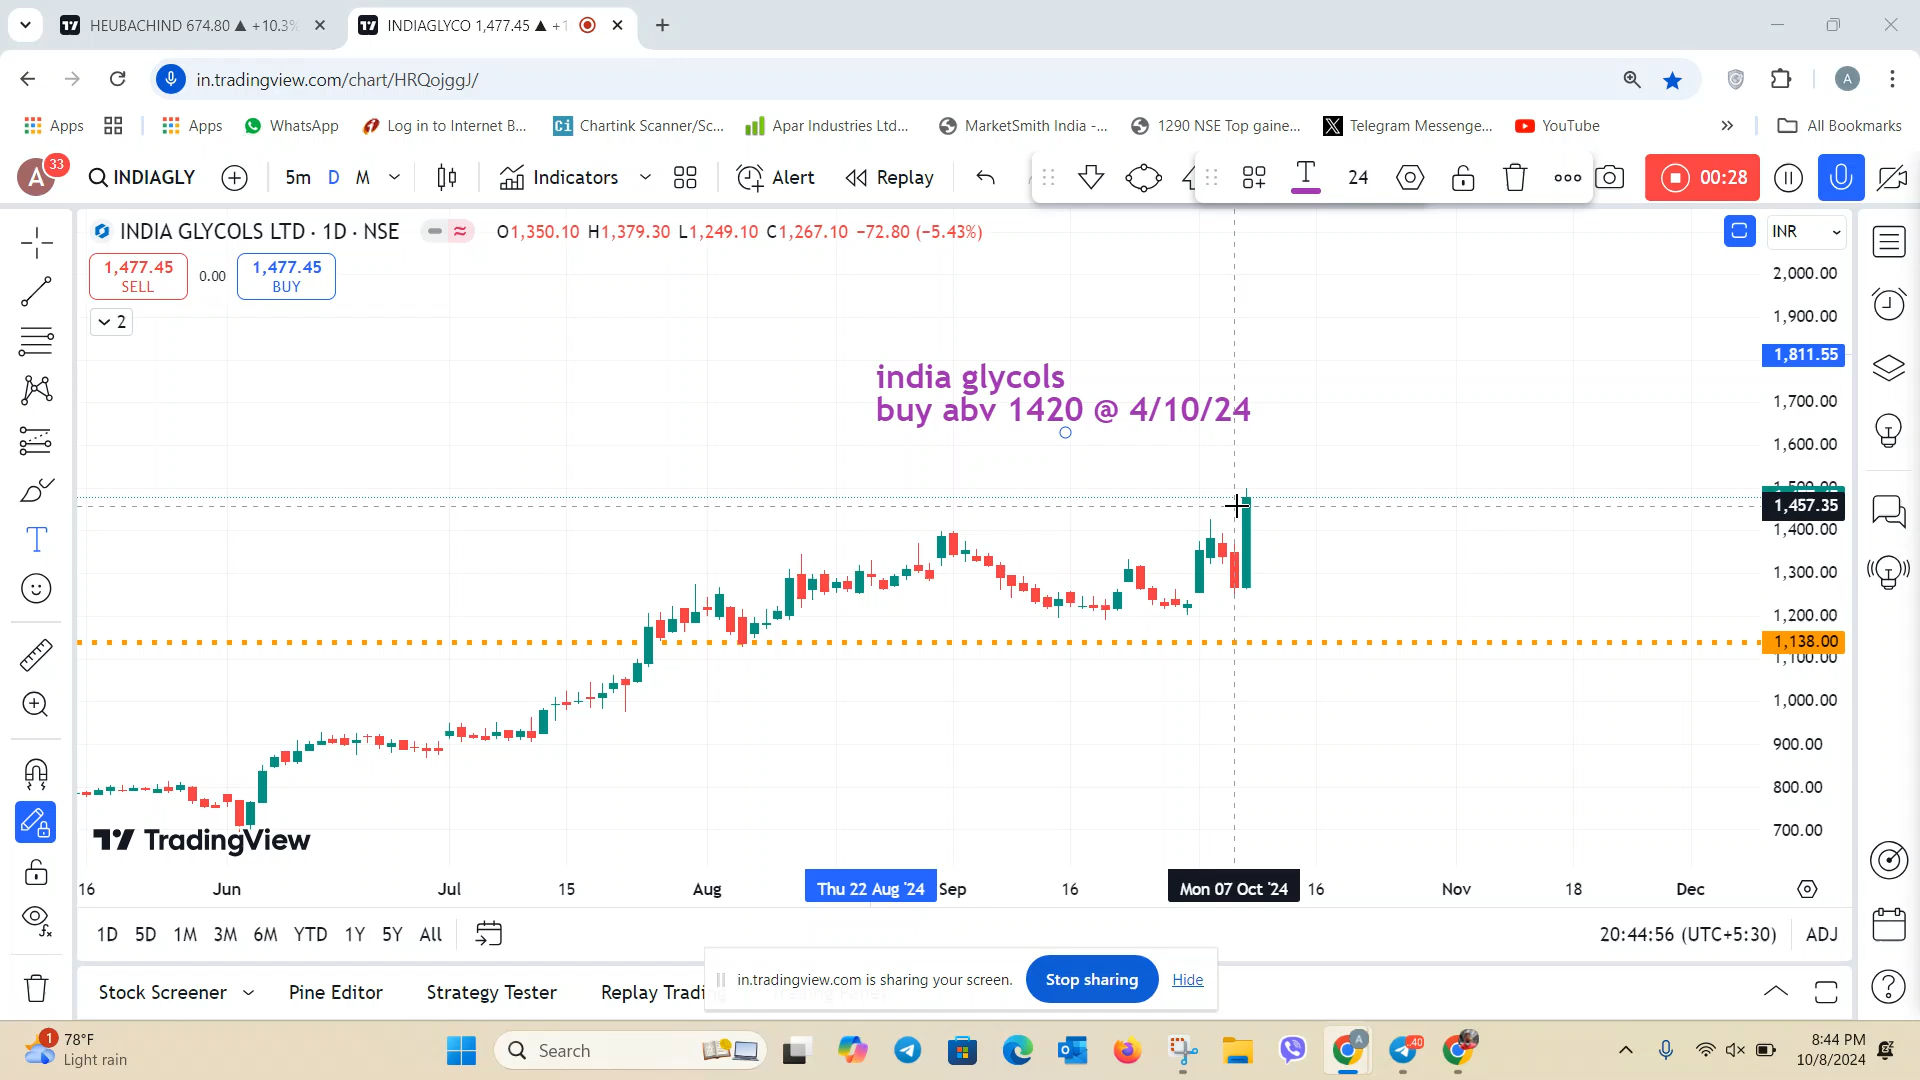 HEUBACHIND 674.80 ▲ +10.3%
INDIAGLYCO 1,477.45 ▲ +1
in.tradingview.com/chart/HRQojggJ/
Apps
Apps
WhatsApp
Log in to Internet B...
Chartink Scanner/Sc...
Apar Industries Ltd...
MarketSmith India -...
1290 NSE Top gaine...
Telegram Messenge...
YouTube
All Bookmarks
A
33
INDIAGLY
5m
D
M
Indicators
Alert
Replay
T
24
00:28
INDIA GLYCOLS LTD · 1D · NSE
O1,350.10 H1,379.30 L1,249.10 C1,267.10 −72.80 (−5.43%)
INR
1,477.45
SELL
0.00
1,477.45
BUY
2
india glycols
buy abv 1420 @ 4/10/24
2,000.00
1,900.00
1,811.55
1,700.00
1,600.00
1,457.35
1,400.00
1,300.00
1,200.00
1,138.00
1,100.00
1,000.00
900.00
800.00
700.00
TradingView
16
Jun
Jul
15
Aug
Thu 22 Aug '24
Sep
16
Mon 07 Oct '24
16
Nov
18
Dec
1D
5D
1M
3M
6M
YTD
1Y
5Y
All
20:44:56 (UTC+5:30)
ADJ
in.tradingview.com is sharing your screen.
Stop sharing
Hide
Stock Screener
Pine Editor
Strategy Tester
Replay Tradi
1
78°F
Light rain
Search
40
8:44 PM
10/8/2024